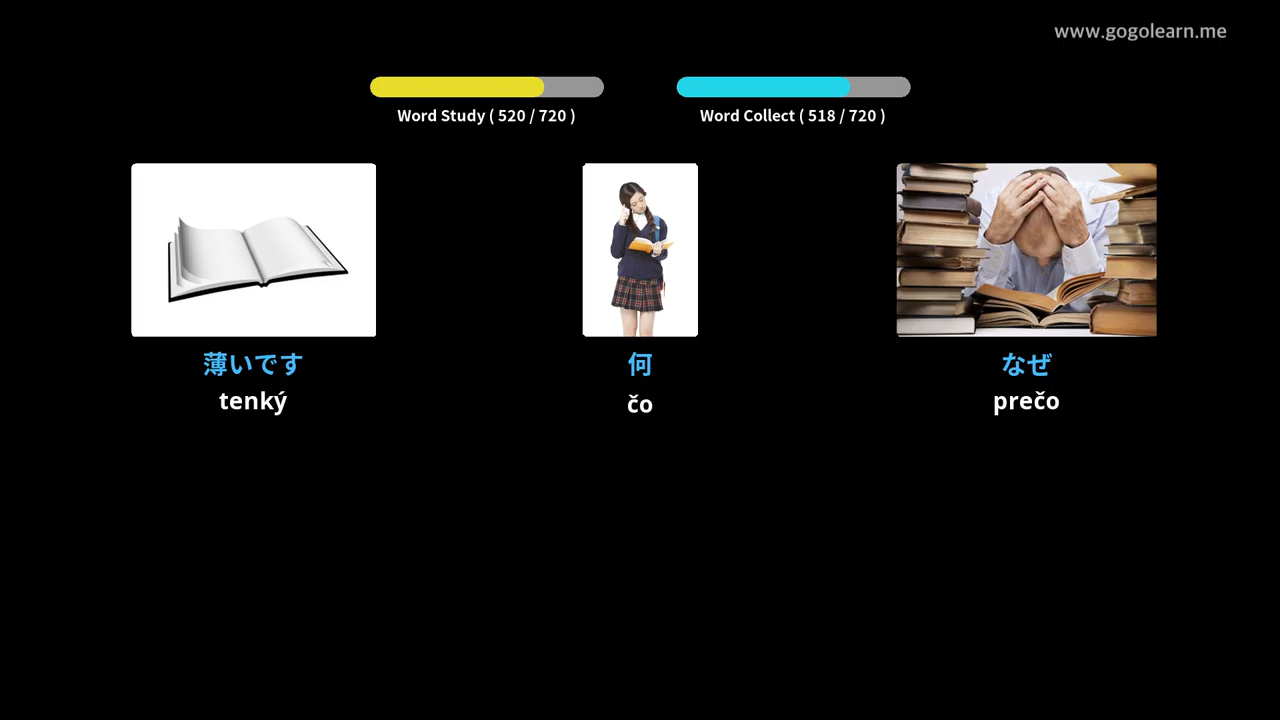 www.gogolearn.me
Word Study ( 520 / 720 )
Word Collect ( 518 / 720 )
薄いです
tenký
何
čo
なぜ
prečo